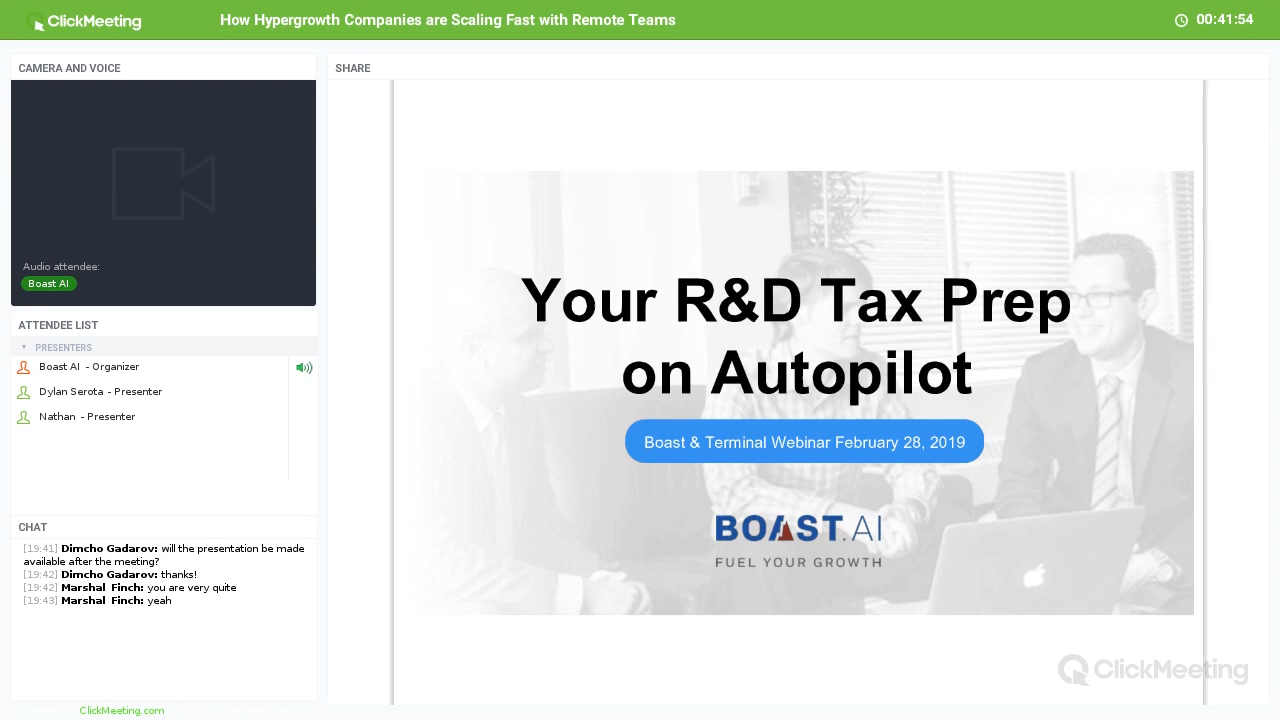 ClickMeeting
How Hypergrowth Companies are Scaling Fast with Remote Teams
00:41:54
CAMERA AND VOICE
Audio attendee:
Boast AI
ATTENDEE LIST
PRESENTERS
Boast AI - Organizer
Dylan Serota - Presenter
Nathan - Presenter
CHAT
[19:41] Dimcho Gadarov: will the presentation be made
available after the meeting?
[19:42] Dimcho Gadarov: thanks!
[19:42] Marshal Finch: you are very quite
[19:43] Marshal Finch: yeah
ClickMeeting.com
SHARE
Your R&D Tax Prep
on Autopilot
Boast & Terminal Webinar February 28, 2019
BOAST.AI
FUEL YOUR GROWTH
ClickMeeting